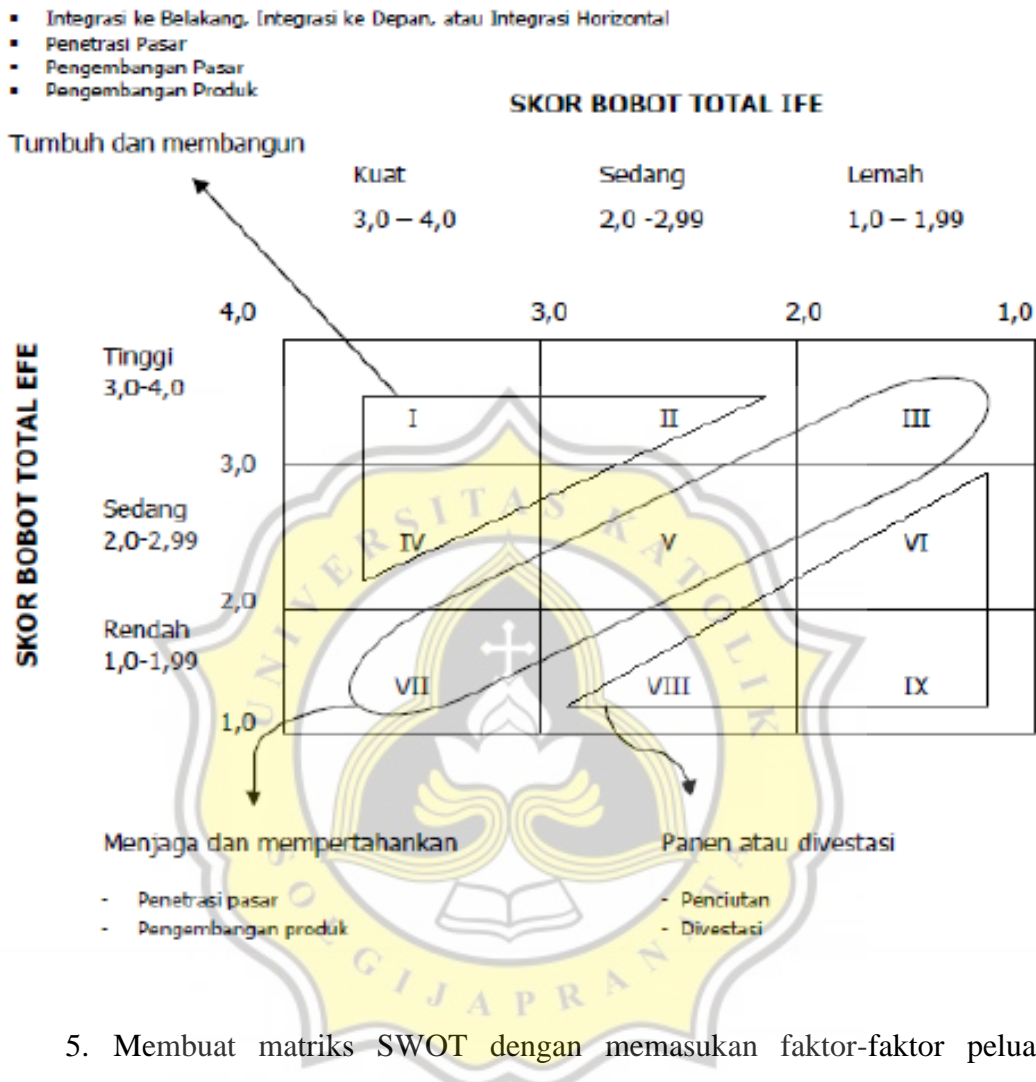 ▪ Integrasi ke Belakang, Integrasi ke Depan, atau Integrasi Horizontal
▪ Penetrasi Pasar
▪ Pengembangan Pasar
▪ Pengembangan Produk
SKOR BOBOT TOTAL IFE
Tumbuh dan membangun
Kuat Sedang Lemah
3,0 – 4,0 2,0 -2,99 1,0 – 1,99
4,0 3,0 2,0 1,0
SKOR BOBOT TOTAL EFE
Tinggi
3,0-4,0
I II III
3,0
Sedang
2,0-2,99
IV V VI
2,0
Rendah
1,0-1,99
VII VIII IX
1,0
UNIVERSITAS KATOLIK
SOEGIJAPRANATA
Menjaga dan mempertahankan Panen atau divestasi
- Penetrasi pasar - Penciutan
- Pengembangan produk - Divestasi
5. Membuat matriks SWOT dengan memasukan faktor-faktor pelua